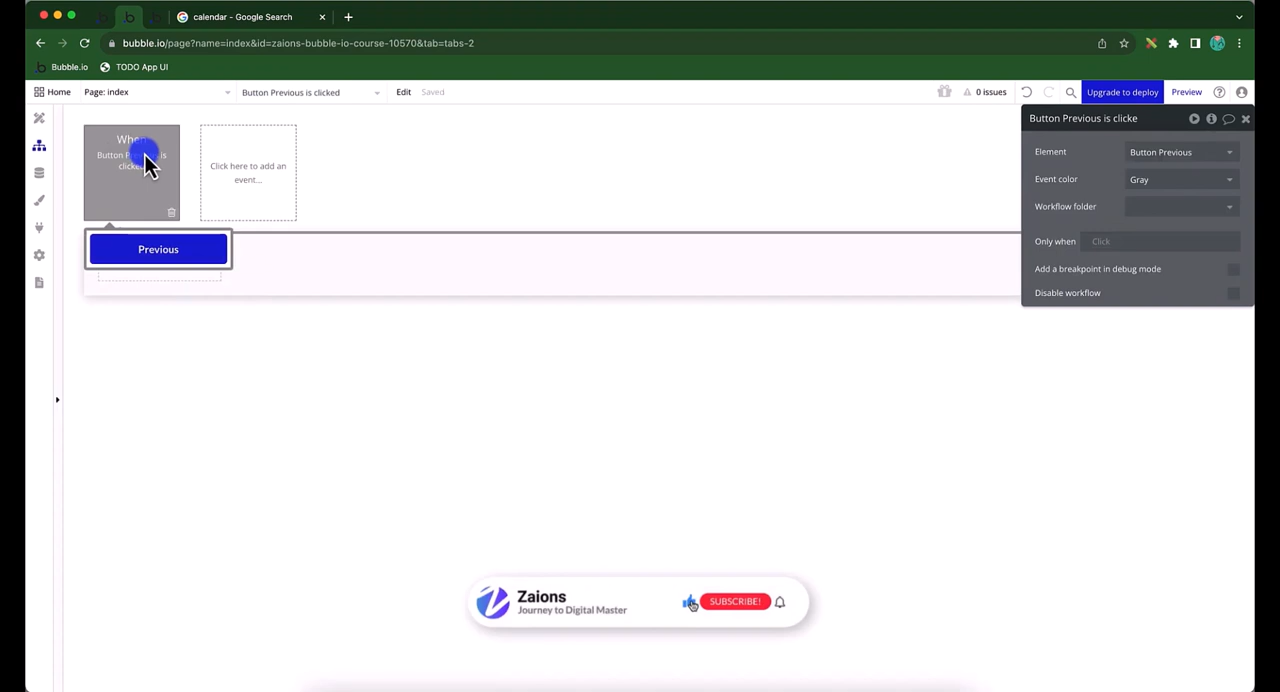 calendar - Google Search
bubble.io/page?name=index&id=zaions-bubble-io-course-10570&tab=tabs-2
Bubble.io
TODO App UI
Home
Page: index
Button Previous is clicked
Edit
Saved
0 issues
Upgrade to deploy
Preview
When
Click here to add an
event...
Previous
Button Previous is clicke
Element
Button Previous
Event color
Gray
Workflow folder
Only when
Click
Add a breakpoint in debug mode
Disable workflow
Zaions
Journey to Digital Master
SUBSCRIBE!